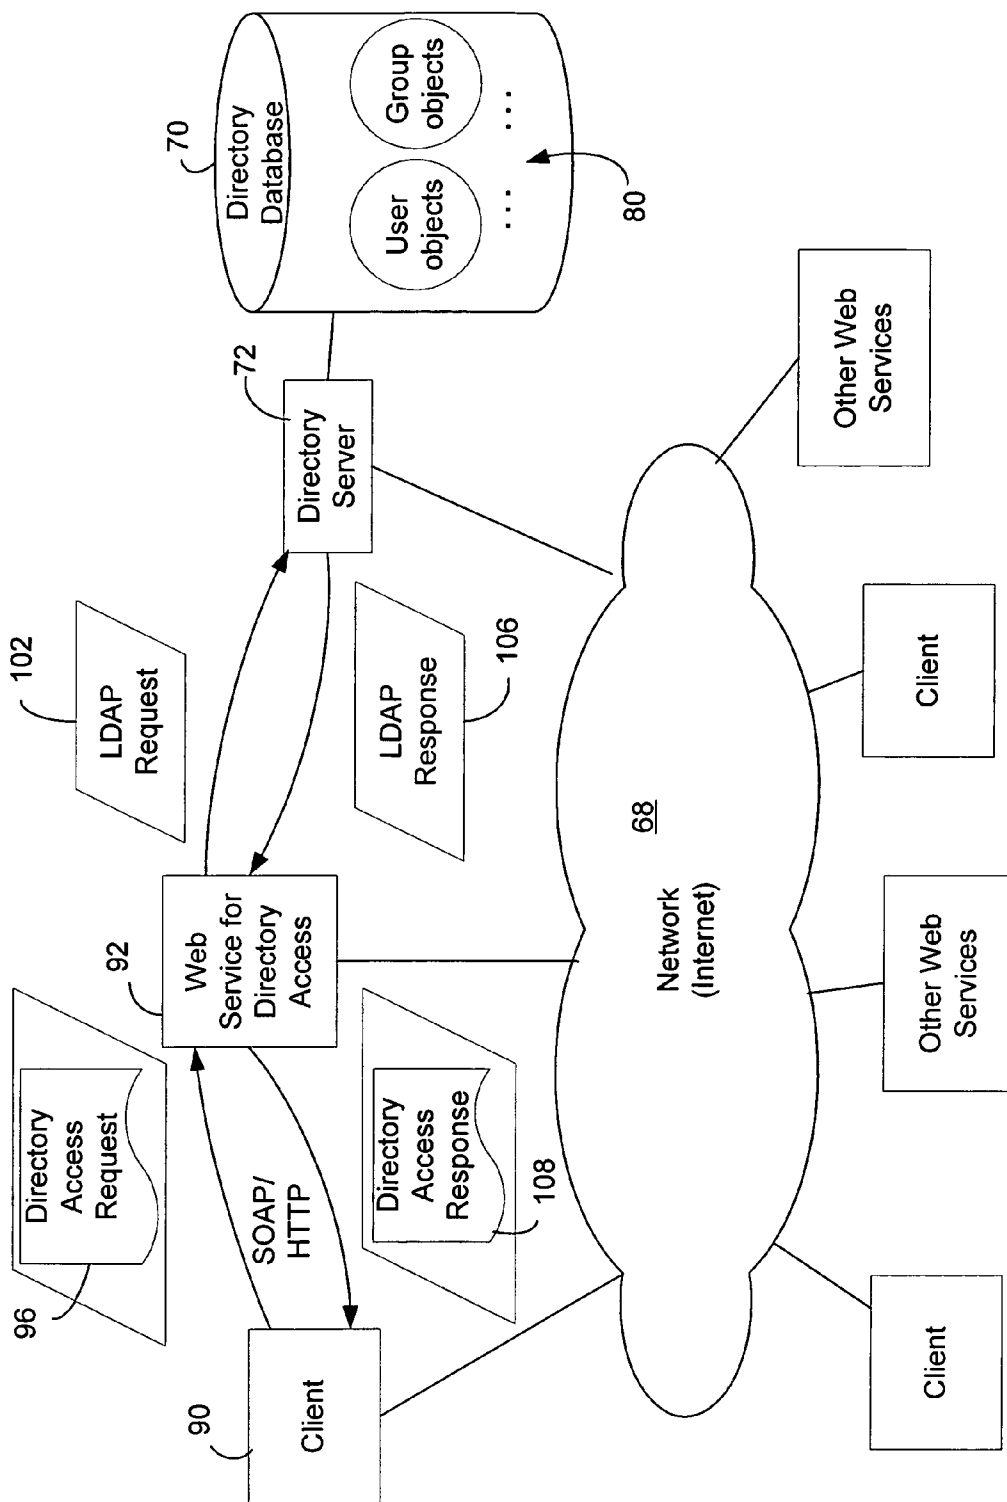 96
Directory
Access
Request
92
Web
Service for
Directory
Access
102
LDAP
Request
72
Directory
Server
70
Directory
Database
User
objects
Group
objects
...
...
80
90
Client
SOAP/
HTTP
Directory
Access
Response
108
LDAP
Response
106
68
Network
(Internet)
Client
Other Web
Services
Client
Other Web
Services